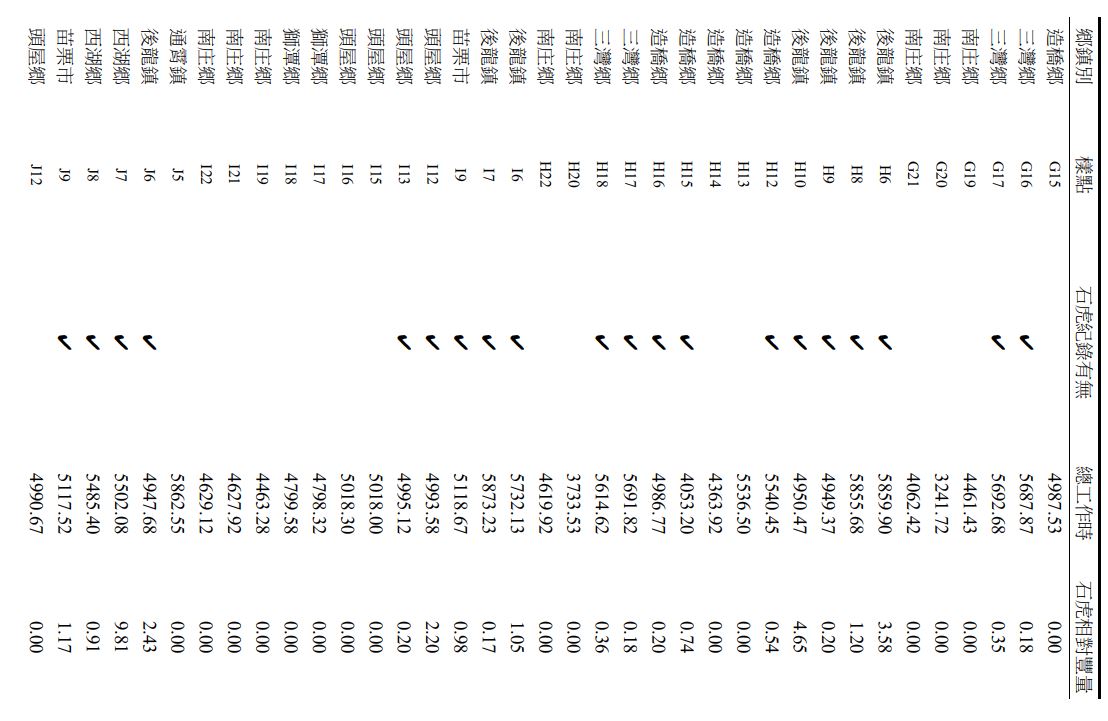 鄉鎮別 樣點 石虎紀錄有無 總工作時 石虎相對豐量
造橋鄉 G15 4987.53 0.00
三灣鄉 G16 ✔ 5687.87 0.18
三灣鄉 G17 ✔ 5692.68 0.35
南庄鄉 G19 4461.43 0.00
南庄鄉 G20 3241.72 0.00
南庄鄉 G21 4062.42 0.00
後龍鎮 H6 ✔ 5859.90 3.58
後龍鎮 H8 ✔ 5855.68 1.20
後龍鎮 H9 ✔ 4949.37 0.20
後龍鎮 H10 ✔ 4950.47 4.65
造橋鄉 H12 ✔ 5540.45 0.54
造橋鄉 H13 5536.50 0.00
造橋鄉 H14 4363.92 0.00
造橋鄉 H15 ✔ 4053.20 0.74
造橋鄉 H16 ✔ 4986.77 0.20
三灣鄉 H17 ✔ 5691.82 0.18
三灣鄉 H18 ✔ 5614.62 0.36
南庄鄉 H20 3733.53 0.00
南庄鄉 H22 4619.92 0.00
後龍鎮 I6 ✔ 5732.13 1.05
後龍鎮 I7 ✔ 5873.23 0.17
苗栗市 I9 ✔ 5118.67 0.98
頭屋鄉 I12 ✔ 4993.58 2.20
頭屋鄉 I13 ✔ 4995.12 0.20
頭屋鄉 I15 5018.00 0.00
頭屋鄉 I16 5018.30 0.00
獅潭鄉 I17 4798.32 0.00
獅潭鄉 I18 4799.58 0.00
南庄鄉 I19 4463.28 0.00
南庄鄉 I21 4627.92 0.00
南庄鄉 I22 4629.12 0.00
通霄鎮 J5 5862.55 0.00
後龍鎮 J6 ✔ 4947.68 2.43
西湖鄉 J7 ✔ 5502.08 9.81
西湖鄉 J8 ✔ 5485.40 0.91
苗栗市 J9 ✔ 5117.52 1.17
頭屋鄉 J12 4990.67 0.00